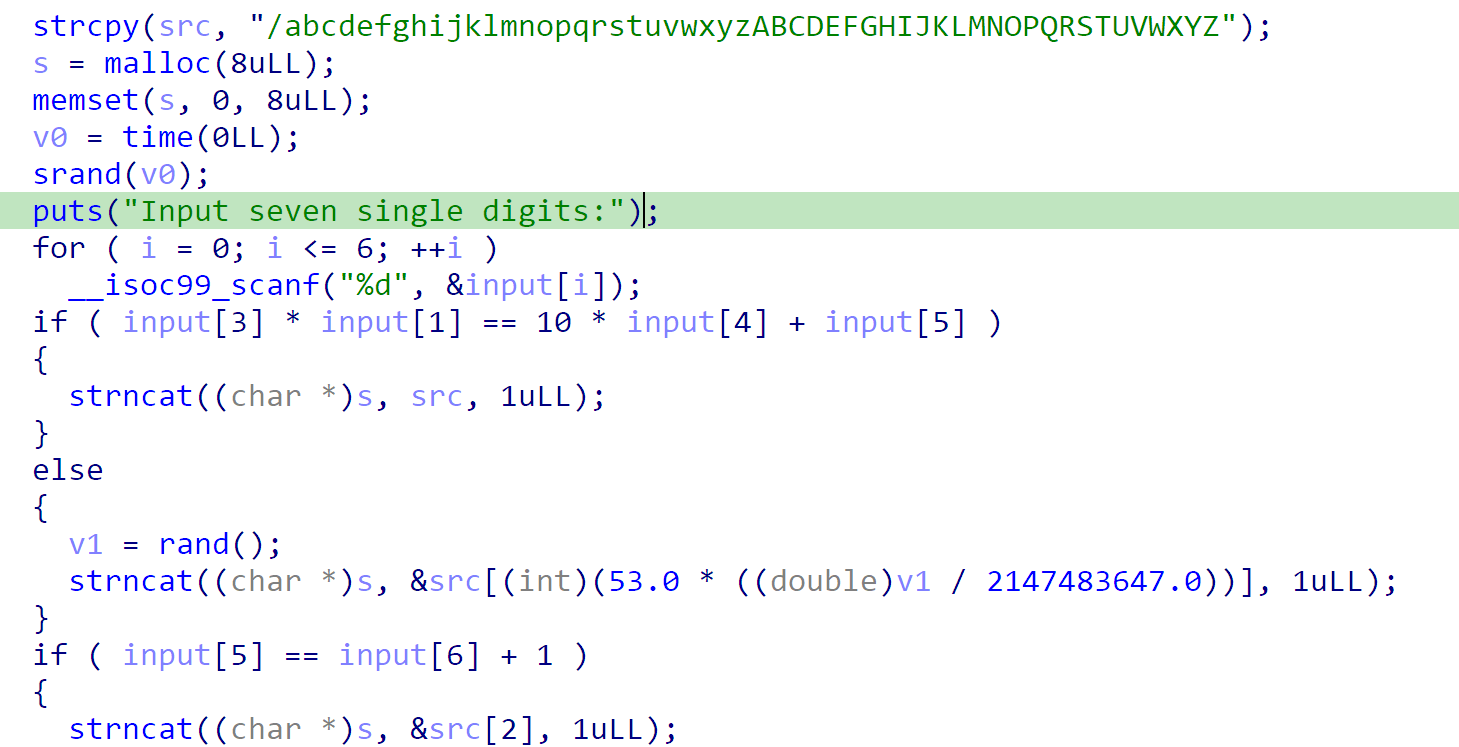 strcpy(src, "/abcdefghijklmnopqrstuvwxyzABCDEFGHIJKLMNOPQRSTUVWXYZ");
s = malloc(8uLL);
memset(s, 0, 8uLL);
v0 = time(0LL);
srand(v0);
puts("Input seven single digits:");
for ( i = 0; i <= 6; ++i )
  __isoc99_scanf("%d", &input[i]);
if ( input[3] * input[1] == 10 * input[4] + input[5] )
{
  strncat((char *)s, src, 1uLL);
}
else
{
  v1 = rand();
  strncat((char *)s, &src[(int)(53.0 * ((double)v1 / 2147483647.0))], 1uLL);
}
if ( input[5] == input[6] + 1 )
{
  strncat((char *)s, &src[2], 1uLL);